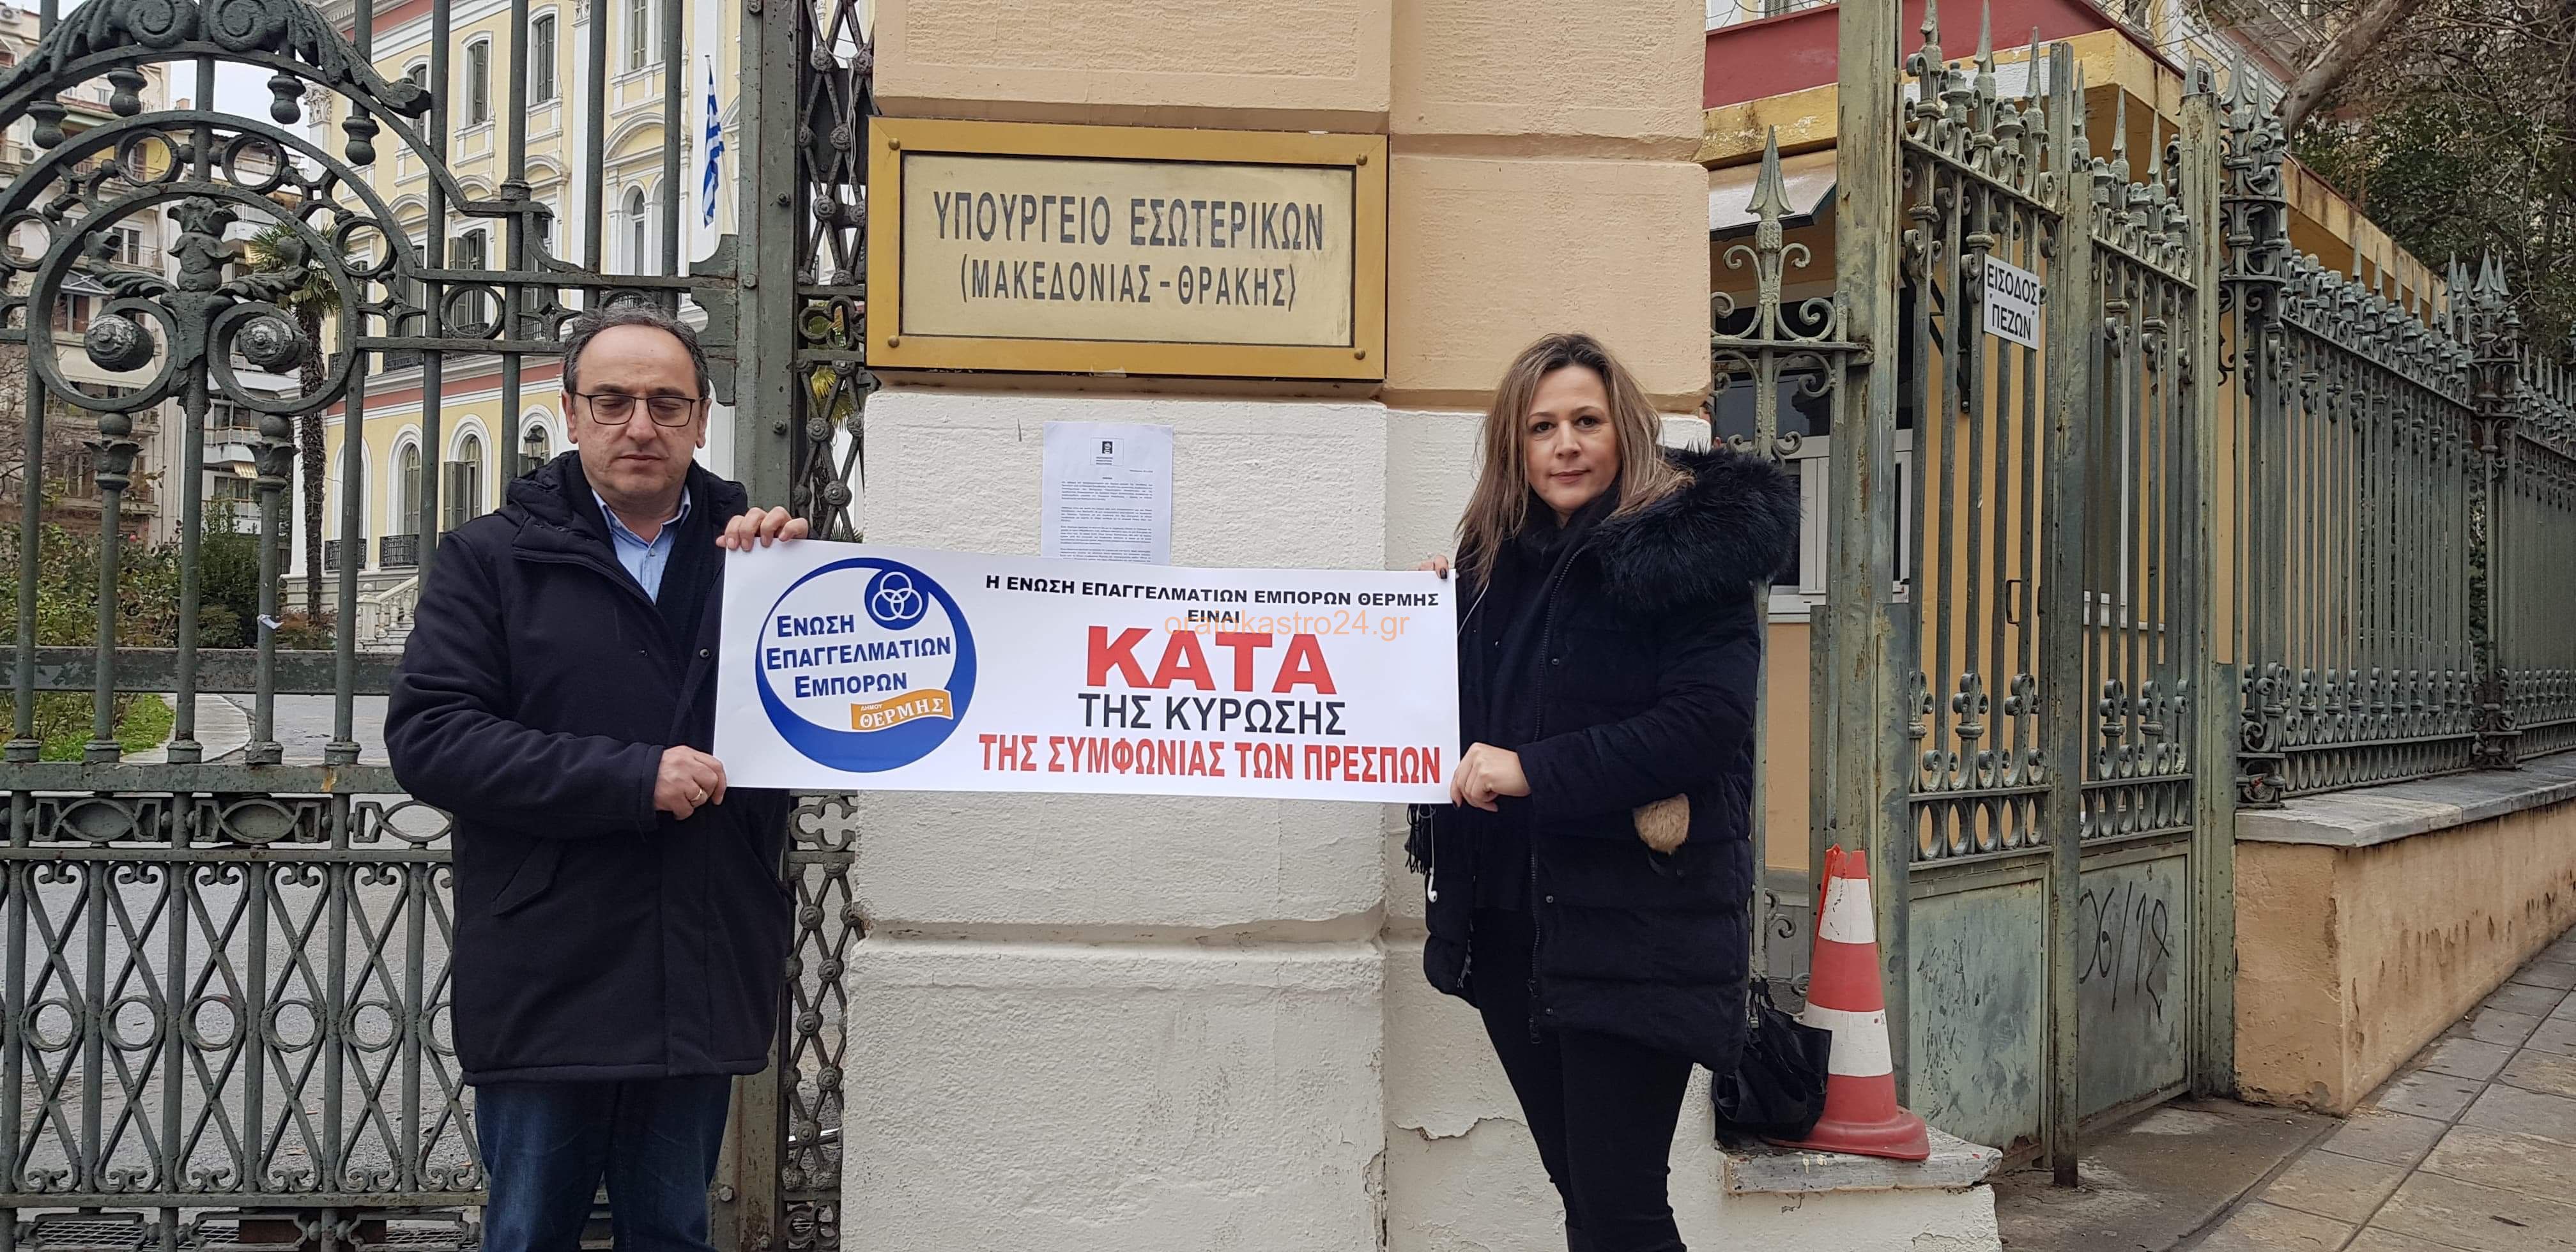 ΥΠΟΥΡΓΕΙΟ ΕΣΩΤΕΡΙΚΩΝ
(ΜΑΚΕΔΟΝΙΑΣ - ΘΡΑΚΗΣ)
ΕΙΣΟΔΟΣ
ΠΕΖΩΝ
ΕΝΩΣΗ
ΕΠΑΓΓΕΛΜΑΤΙΩΝ
ΕΜΠΟΡΩΝ
ΔΗΜΟΥ
ΘΕΡΜΗΣ
Η ΕΝΩΣΗ ΕΠΑΓΓΕΛΜΑΤΙΩΝ ΕΜΠΟΡΩΝ ΘΕΡΜΗΣ
ΕΙΝΑΙ
oraiokastro24.gr
ΚΑΤΑ
ΤΗΣ ΚΥΡΩΣΗΣ
ΤΗΣ ΣΥΜΦΩΝΙΑΣ ΤΩΝ ΠΡΕΣΠΩΝ